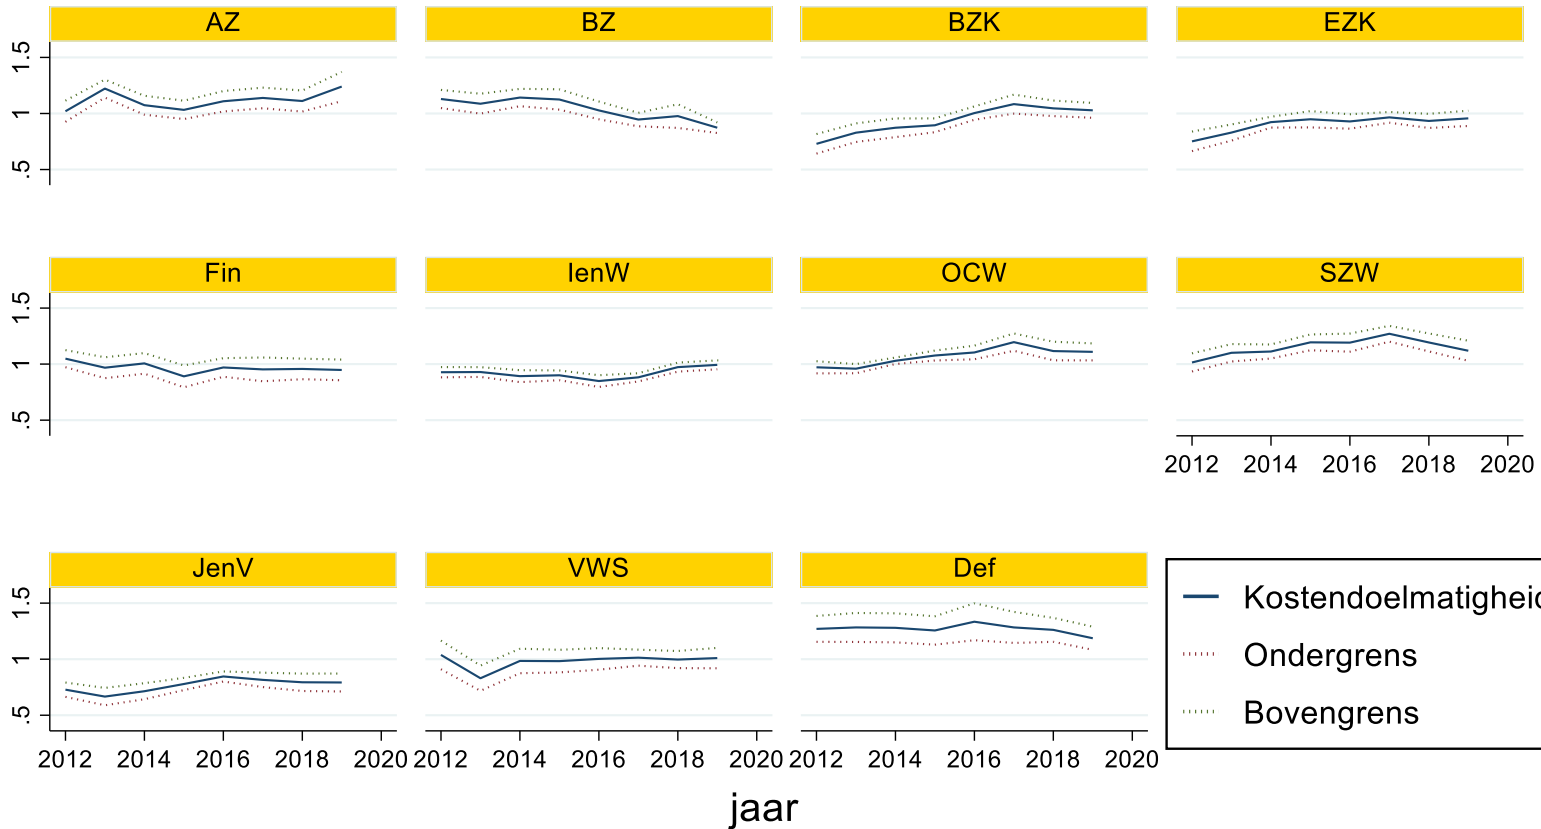 AZ BZ BZK EZK
1.5
1
.5
Fin IenW OCW SZW
1.5
1
.5
2012 2014 2016 2018 2020
JenV VWS Def
1.5
1
.5
Kostendoelmatigheid
Ondergrens
Bovengrens
2012 2014 2016 2018 2020 2012 2014 2016 2018 2020 2012 2014 2016 2018 2020
jaar